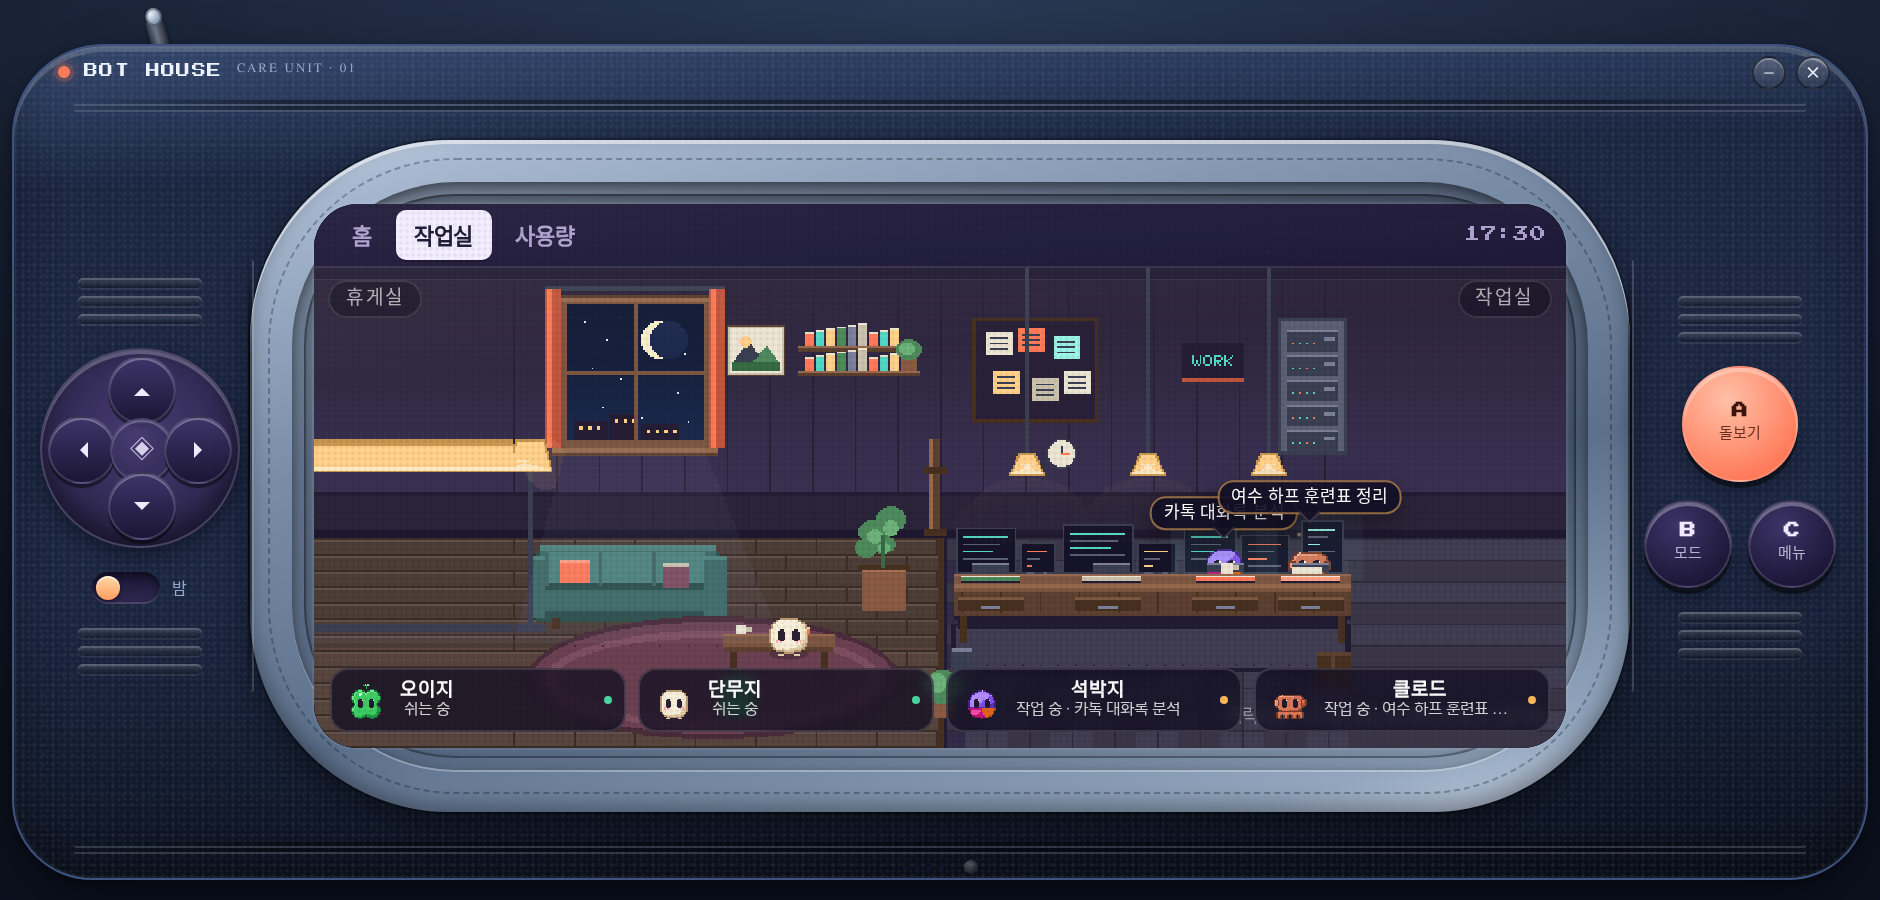 BOT HOUSE CARE UNIT · 01
홈 작업실 사용량 17:30
휴게실
작업실
WORK
여수 하프 훈련표 정리
카톡 대화록 분석
A
돌보기
B
모드
C
메뉴
밤
오이지
쉬는 중
단무지
쉬는 중
석박지
작업 중 · 카톡 대화록 분석
클로드
작업 중 · 여수 하프 훈련표 …